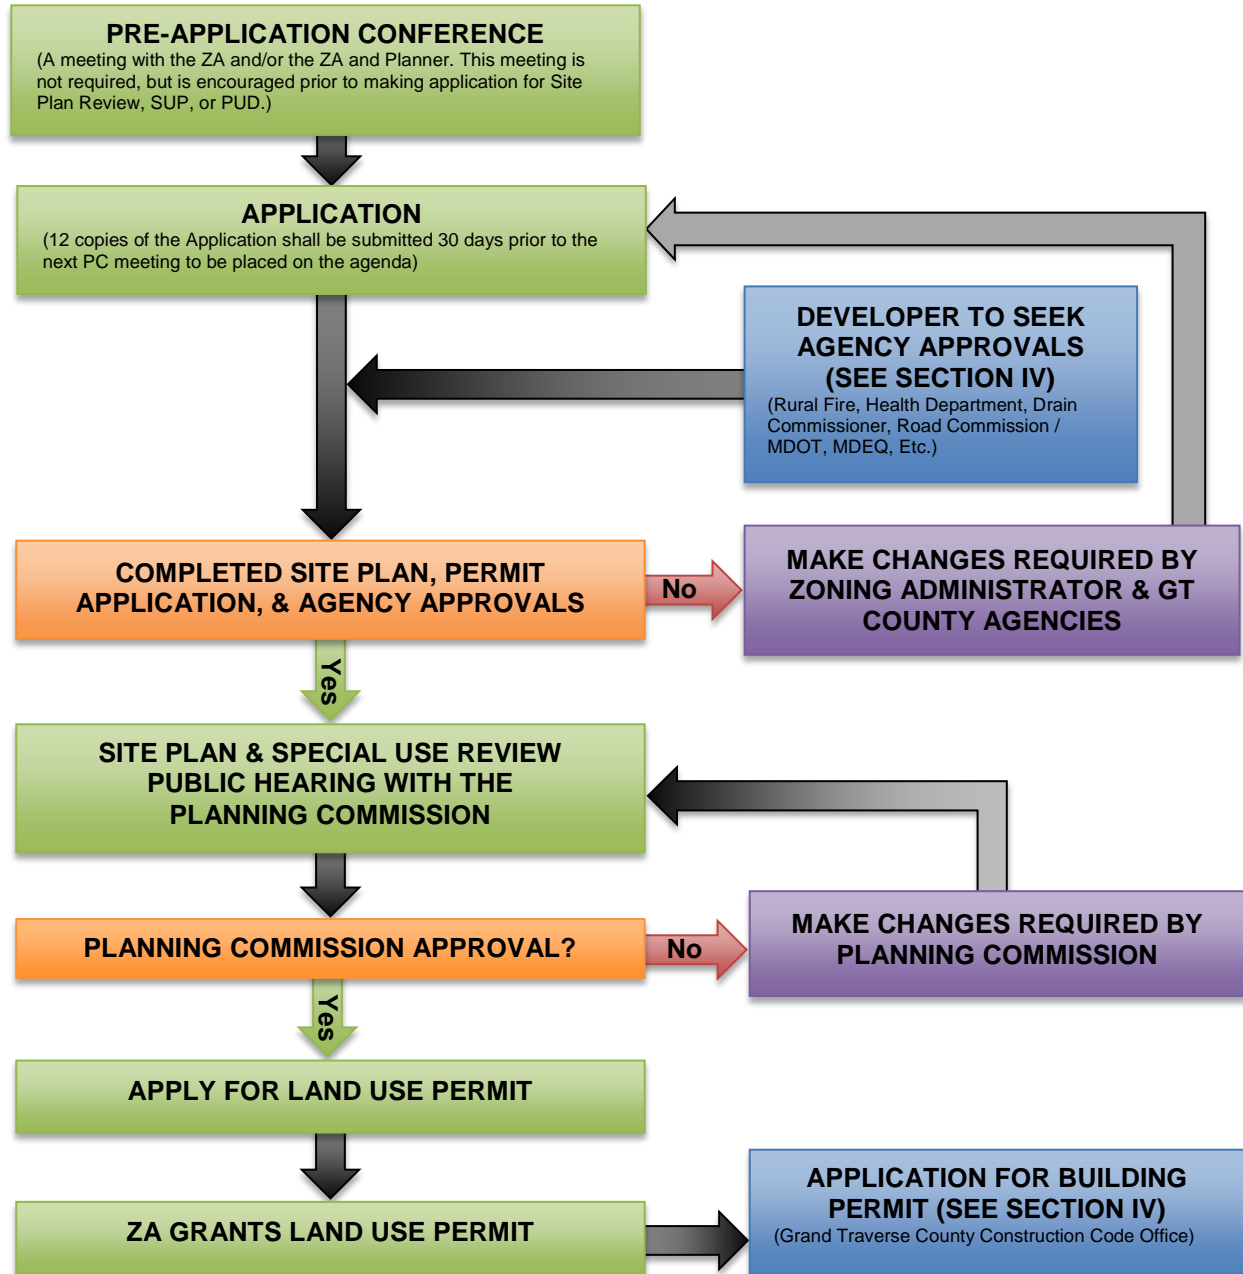 PRE-APPLICATION CONFERENCE
(A meeting with the ZA and/or the ZA and Planner. This meeting is
not required, but is encouraged prior to making application for Site
Plan Review, SUP, or PUD.)
APPLICATION
(12 copies of the Application shall be submitted 30 days prior to the
next PC meeting to be placed on the agenda)
DEVELOPER TO SEEK
AGENCY APPROVALS
(SEE SECTION IV)
(Rural Fire, Health Department, Drain
Commissioner, Road Commission /
MDOT, MDEQ, Etc.)
COMPLETED SITE PLAN, PERMIT
APPLICATION, & AGENCY APPROVALS
No
MAKE CHANGES REQUIRED BY
ZONING ADMINISTRATOR & GT
COUNTY AGENCIES
Yes
SITE PLAN & SPECIAL USE REVIEW
PUBLIC HEARING WITH THE
PLANNING COMMISSION
PLANNING COMMISSION APPROVAL?
No
MAKE CHANGES REQUIRED BY
PLANNING COMMISSION
Yes
APPLY FOR LAND USE PERMIT
ZA GRANTS LAND USE PERMIT
APPLICATION FOR BUILDING
PERMIT (SEE SECTION IV)
(Grand Traverse County Construction Code Office)